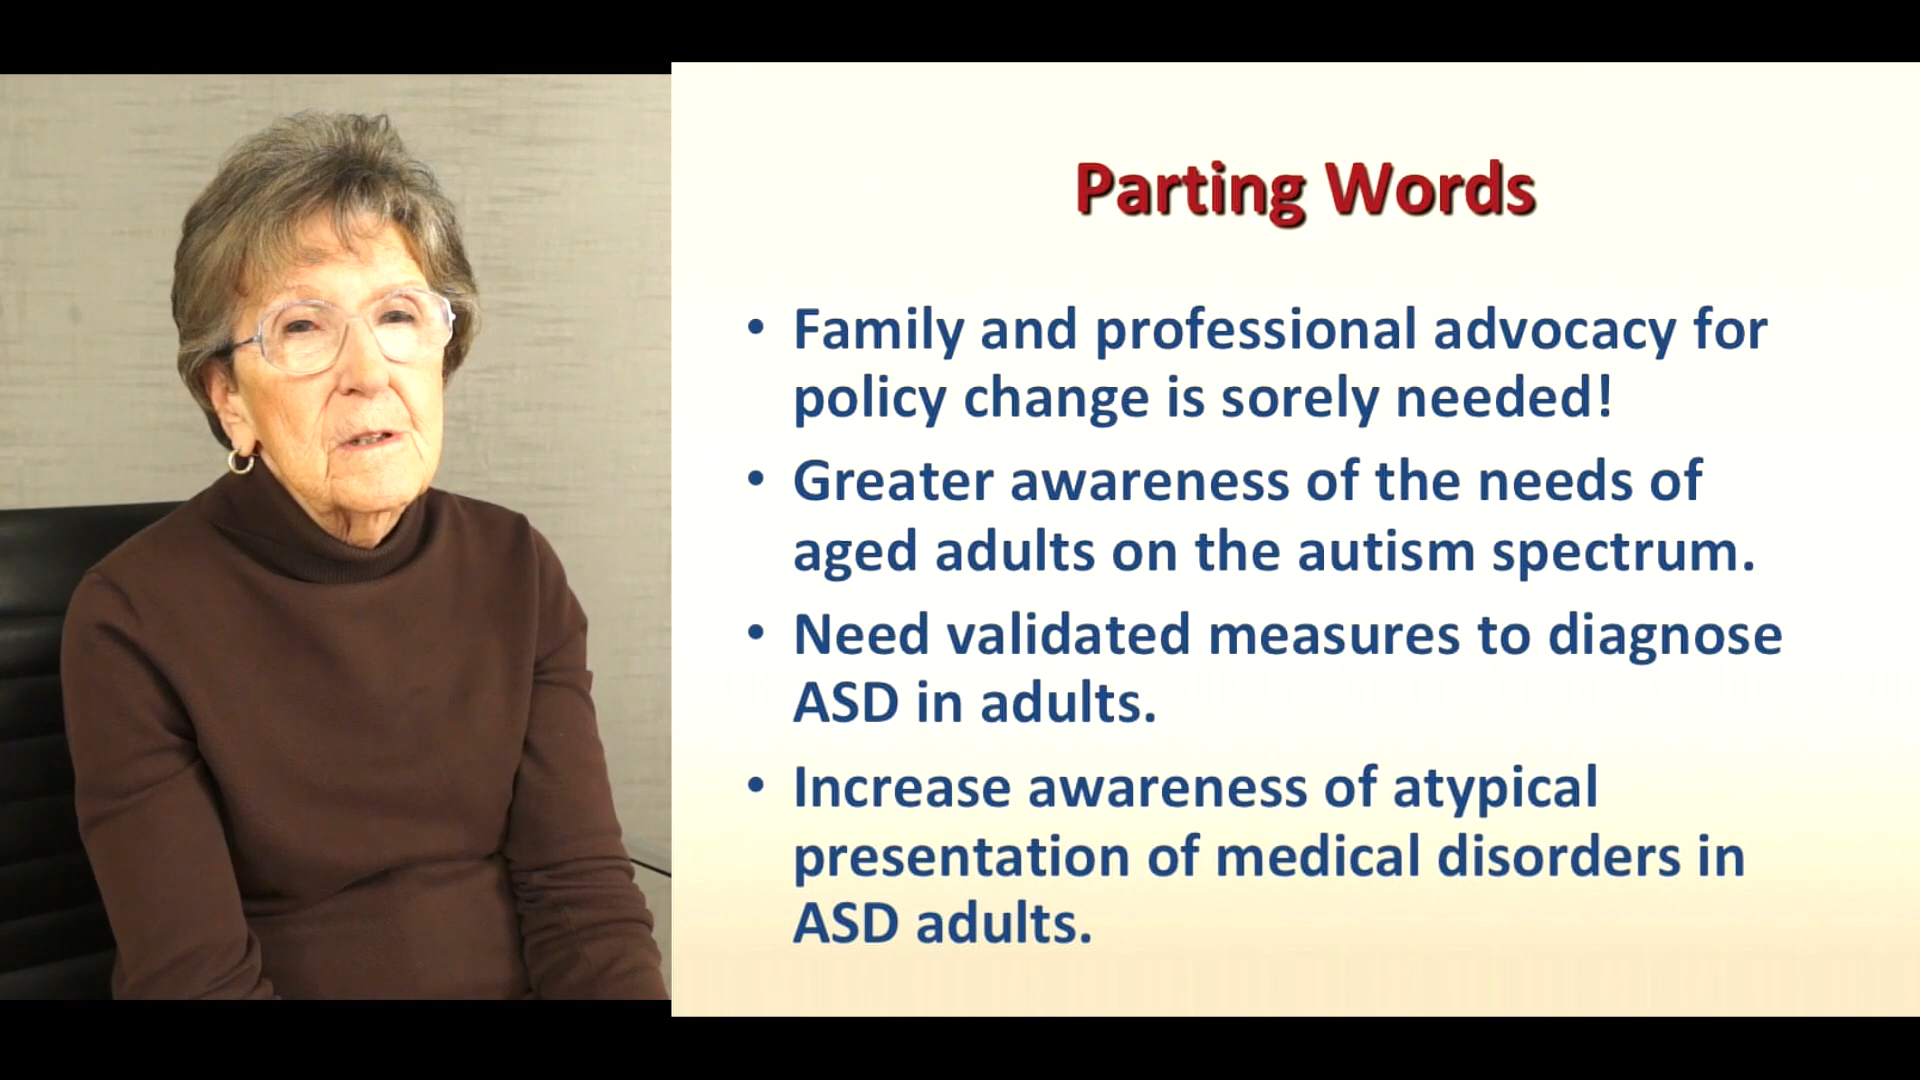 Parting Words
• Family and professional advocacy for
policy change is sorely needed!
• Greater awareness of the needs of
aged adults on the autism spectrum.
• Need validated measures to diagnose
ASD in adults.
• Increase awareness of atypical
presentation of medical disorders in
ASD adults.